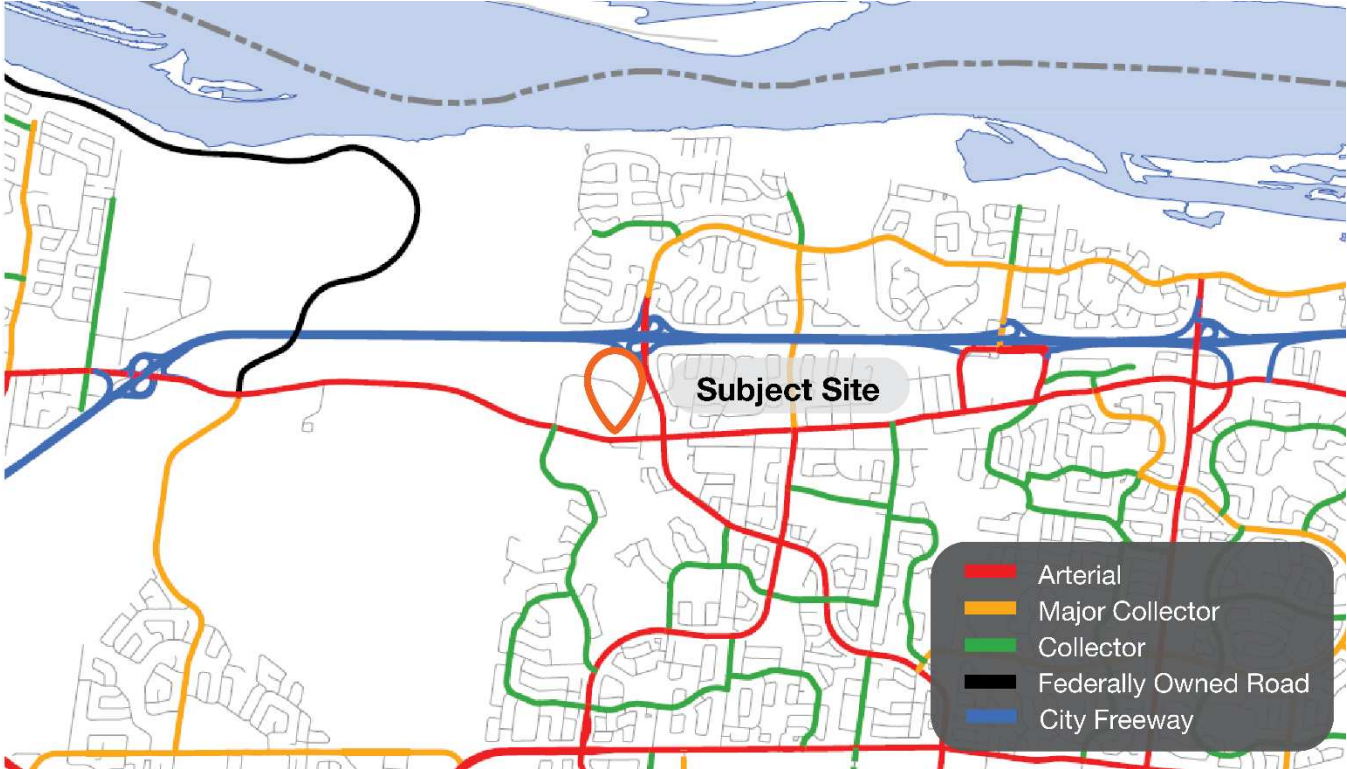 Subject Site
Arterial
Major Collector
Collector
Federally Owned Road
City Freeway